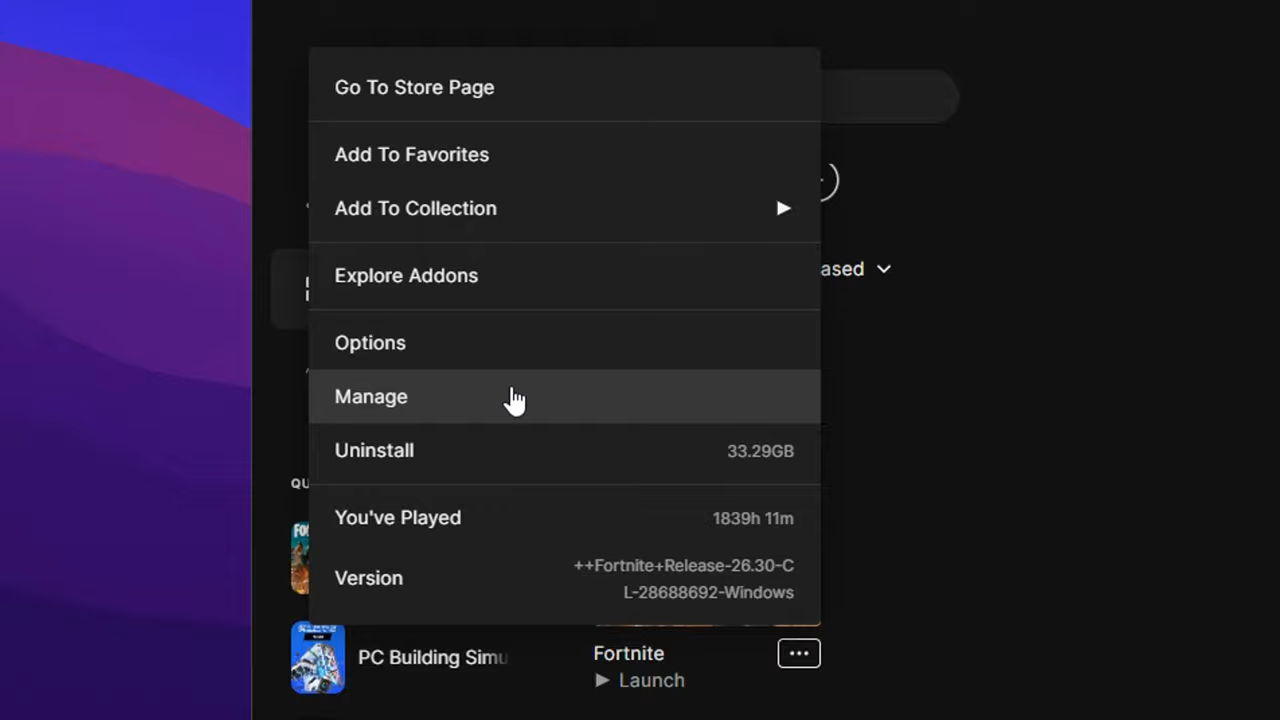 Go To Store Page
Add To Favorites
Add To Collection
ased
Explore Addons
Options
Manage
Uninstall 33.29GB
QU
You've Played 1839h 11m
Version ++Fortnite+Release-26.30-C
L-28688692-Windows
PC Building Simu
Fortnite
Launch